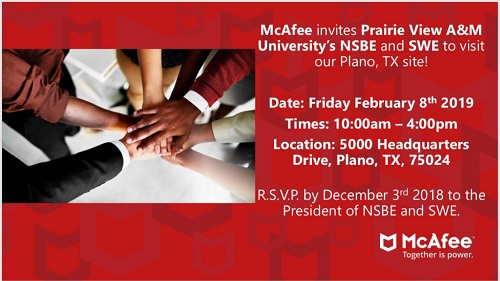 McAfee invites Prairie View A&M
University's NSBE and SWE to visit
our Plano, TX site!
Date: Friday February 8th 2019
Times: 10:00am – 4:00pm
Location: 5000 Headquarters
Drive, Plano, TX, 75024
R.S.V.P. by December 3rd 2018 to the
President of NSBE and SWE.
McAfee™
Together is power.